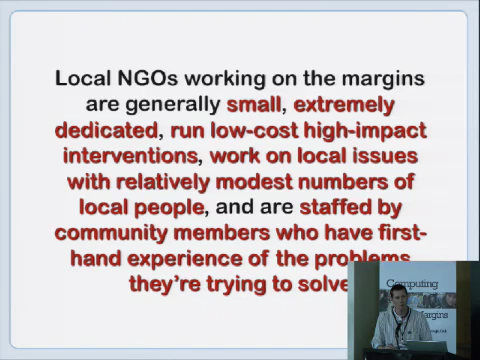 Local NGOs working on the margins
are generally small, extremely
dedicated, run low-cost high-impact
interventions, work on local issues
with relatively modest numbers of
local people, and are staffed by
community members who have first-
hand experience of the problems
they're trying to solve
Computing
Margins